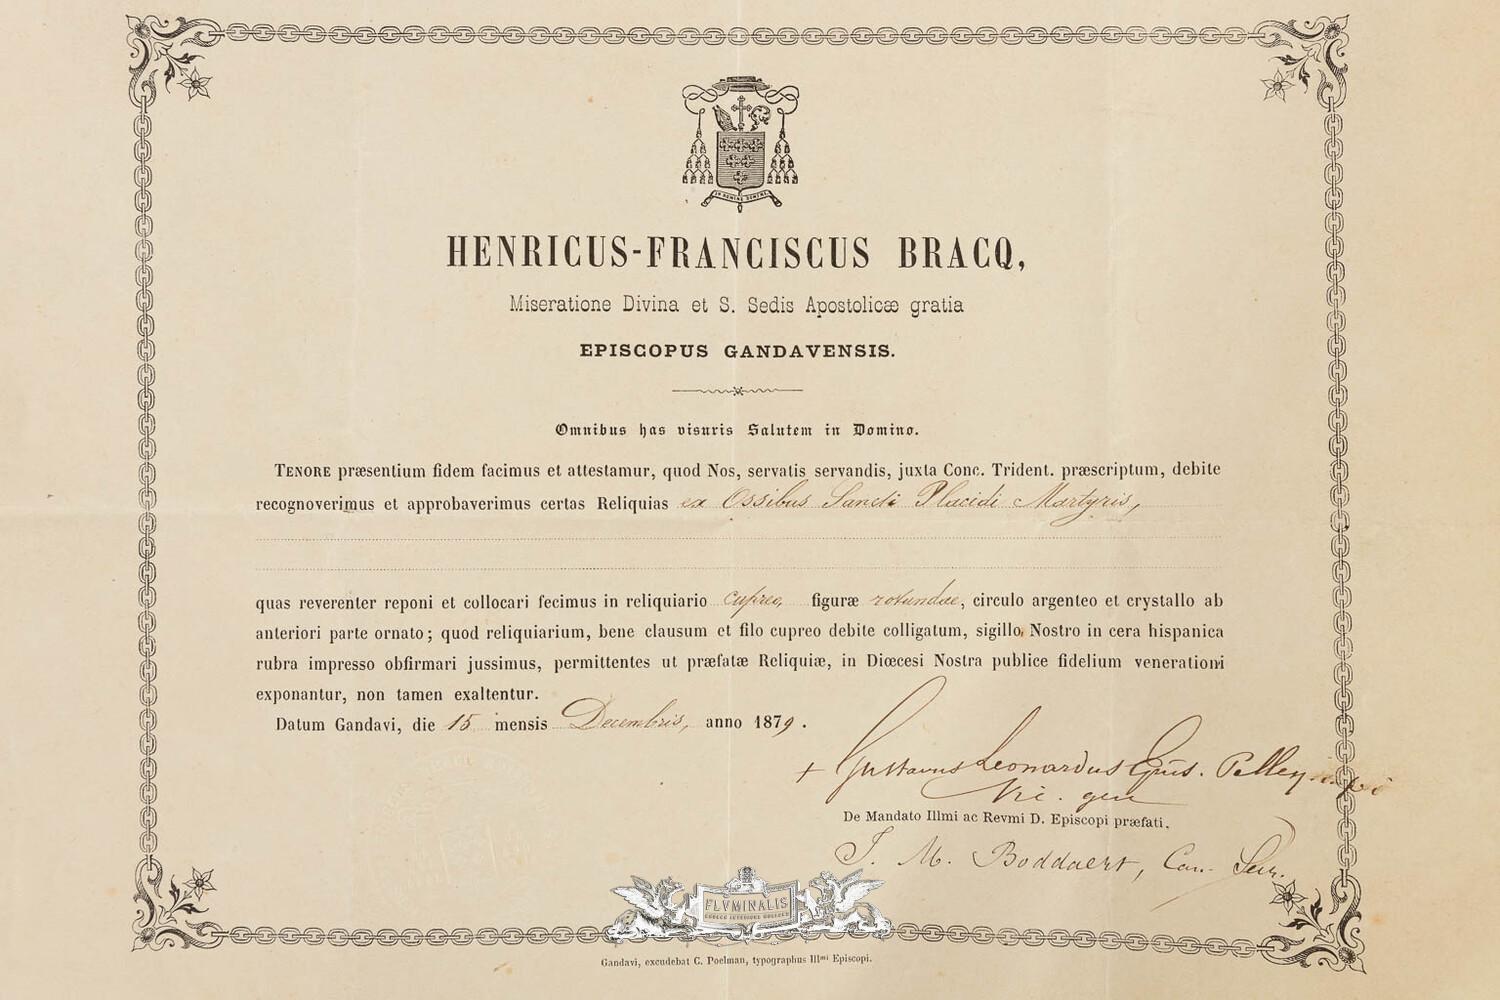 HENRICUS-FRANCISCUS BRACQ,
Miseratione Divina et S. Sedis Apostolicæ gratia
EPISCOPUS GANDAVENSIS.
Omnibus has visuris Salutem in Domino.
TENORE præsentium fidem facimus et attestamur, quod Nos, servatis servandis, juxta Conc. Trident. præscriptum, debite
recognoverimus et approbaverimus certas Reliquias ex Ossibus Sancti Placidi Martyris,
quas reverenter reponi et collocari fecimus in reliquiario cupreo, figuræ rotundae, circulo argenteo et crystallo ab
anteriori parte ornato; quod reliquiarium, bene clausum et filo cupreo debite colligatum, sigillo Nostro in cera hispanica
rubra impresso obfirmari jussimus, permittentes ut præfatæ Reliquiæ, in Diœcesi Nostra publice fidelium venerationi
exponantur, non tamen exaltentur.
Datum Gandavi, die 15 mensis Decembris, anno 1879.
+ Gustavus Leonardus Epūs.
Vic. gen
De Mandato Illmi ac Revmi D. Episcopi præfati,
J. M. Boddaert, Can. Secr.
FLVMINALIS
Gandavi, excudebat C. Poelman, typographus Illmi Episcopi.